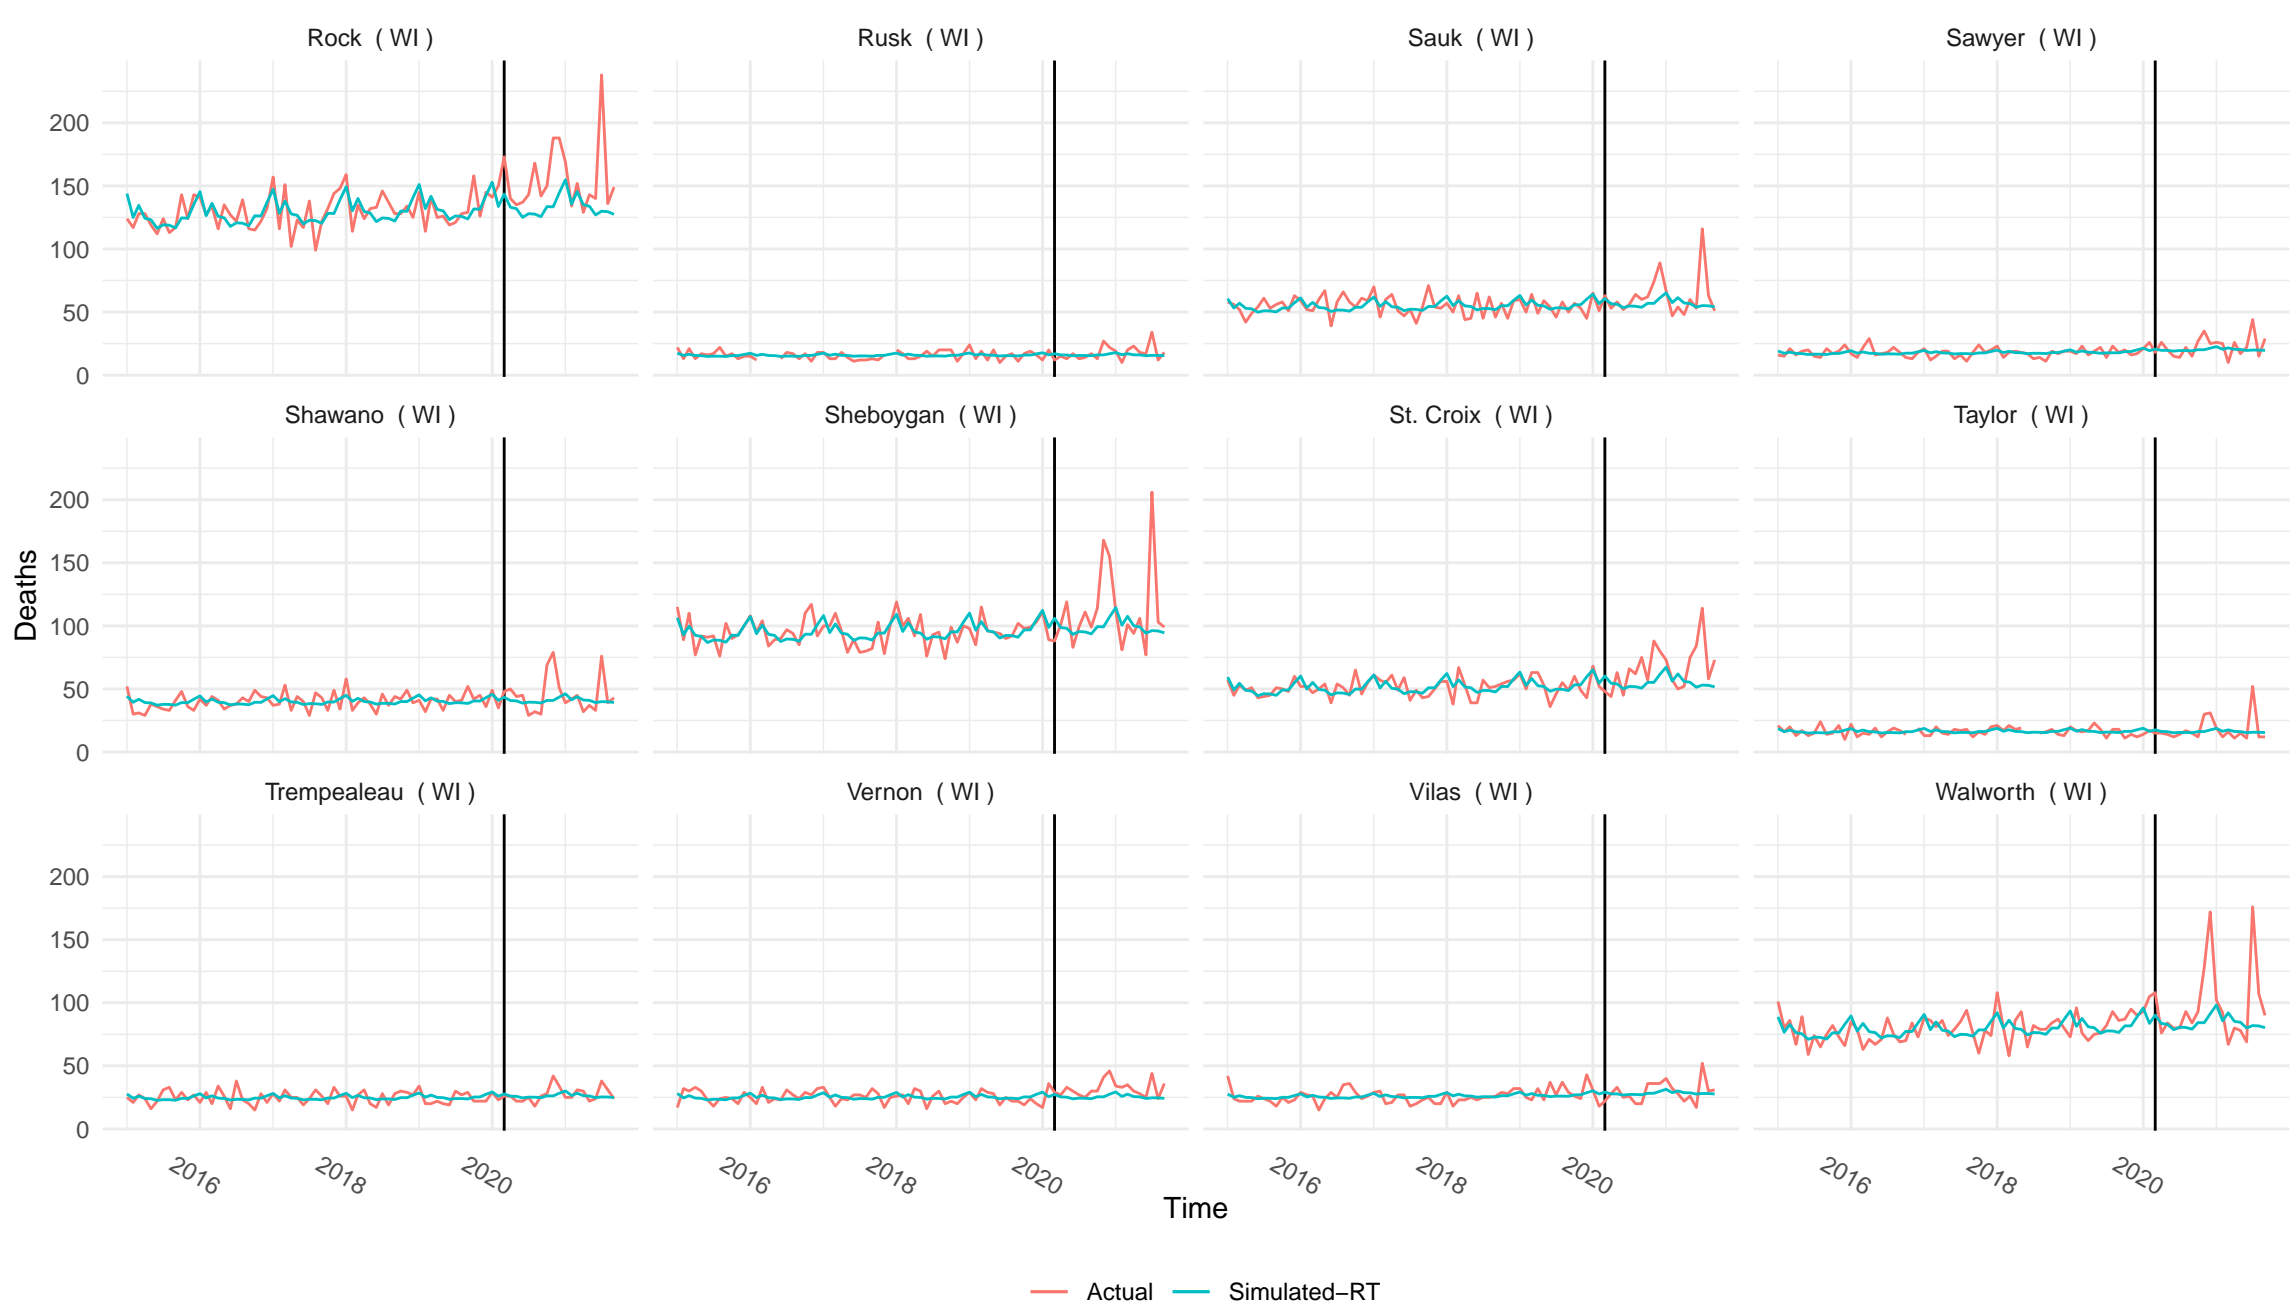 Rock ( WI )
Rusk ( WI )
Sauk ( WI )
Sawyer ( WI )
200
150
100
50
0
Shawano ( WI )
Sheboygan ( WI )
St. Croix ( WI )
Taylor ( WI )
200
150
100
50
0
Deaths
Trempealeau ( WI )
Vernon ( WI )
Vilas ( WI )
Walworth ( WI )
200
150
100
50
0
2016 2018 2020
2016 2018 2020
2016 2018 2020
2016 2018 2020
Time
Actual
Simulated−RT